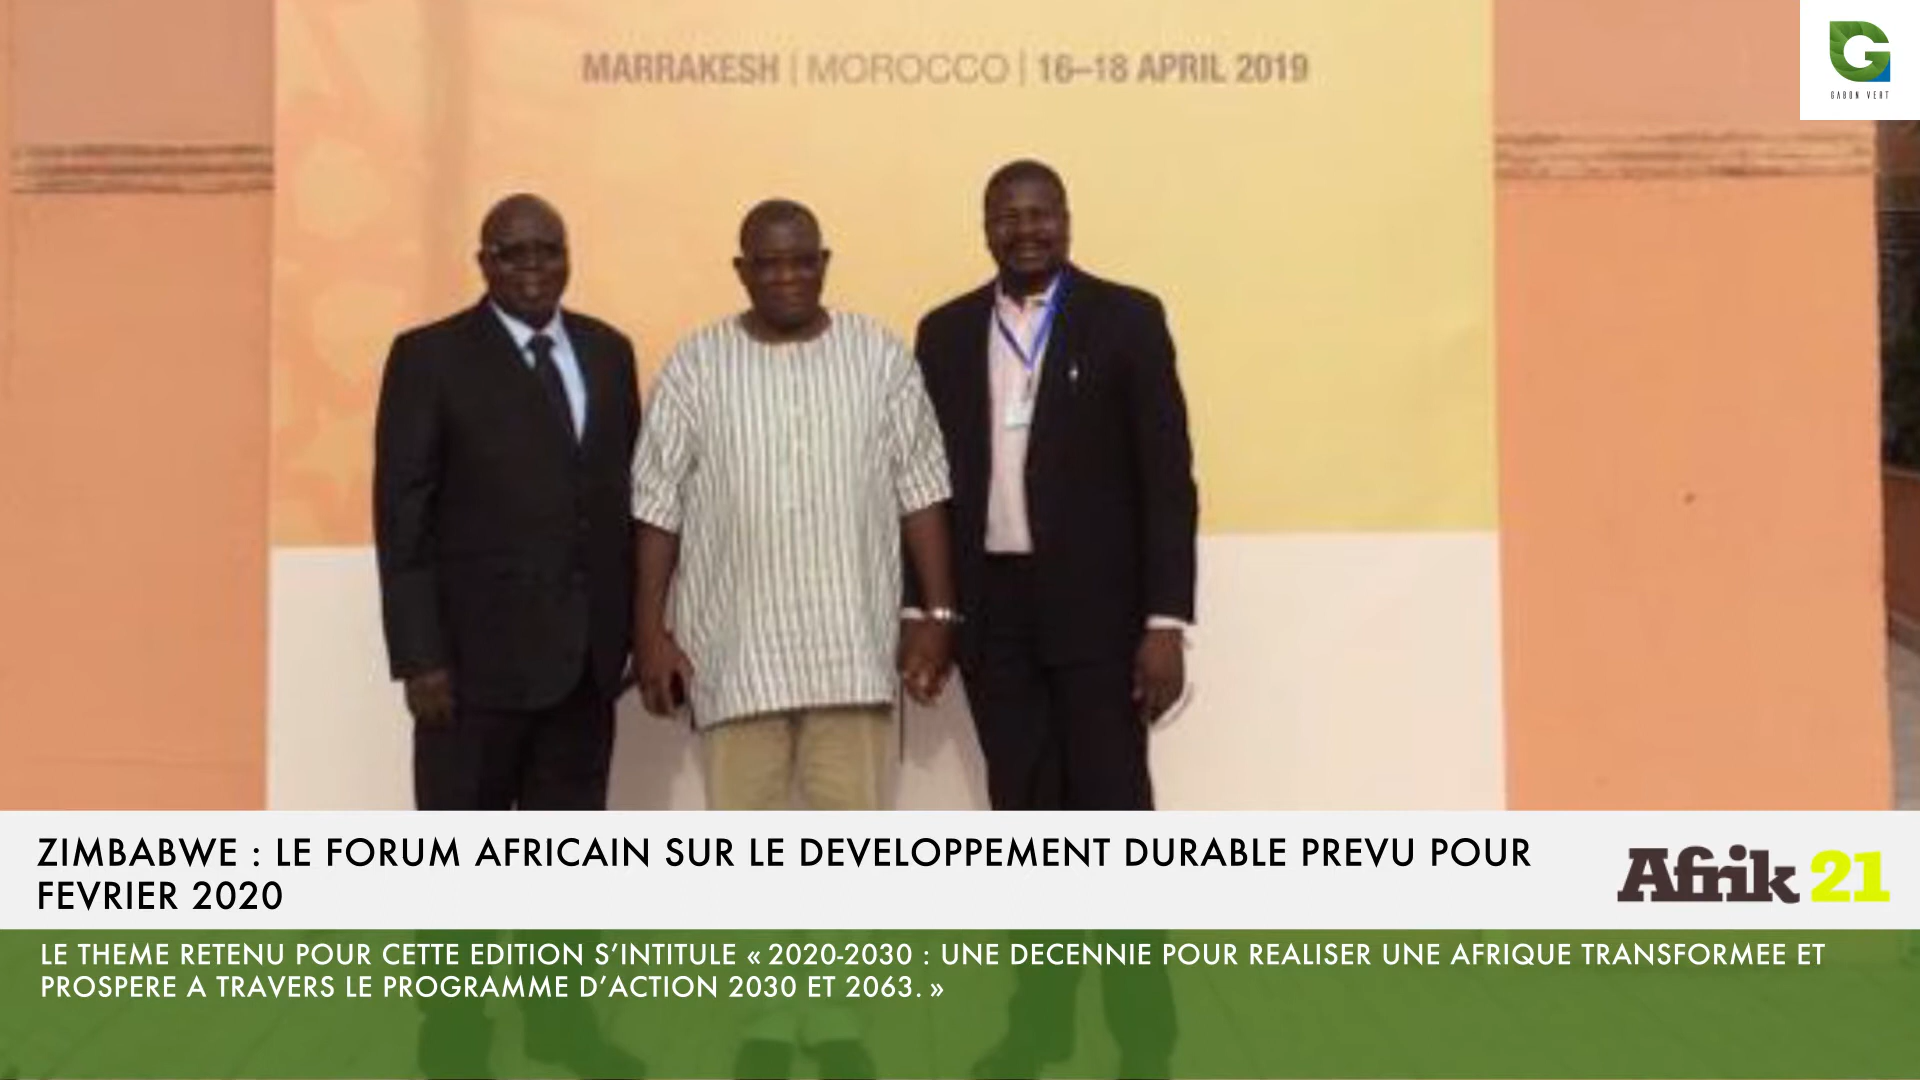 MARRAKESH | MOROCCO | 16–18 APRIL 2019
GABON VERT
ZIMBABWE : LE FORUM AFRICAIN SUR LE DEVELOPPEMENT DURABLE PREVU POUR
FEVRIER 2020
Afrik 21
LE THEME RETENU POUR CETTE EDITION S’INTITULE « 2020-2030 : UNE DECENNIE POUR REALISER UNE AFRIQUE TRANSFORMEE ET
PROSPERE A TRAVERS LE PROGRAMME D’ACTION 2030 ET 2063. »